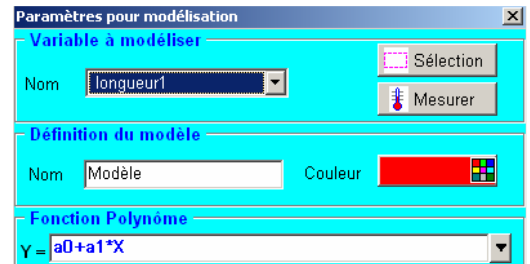 Paramètres pour modélisation
Variable à modéliser
Sélection
Nom longueur1
Mesurer
Définition du modèle
Nom Modèle Couleur
Fonction Polynôme
Y = a0+a1*X